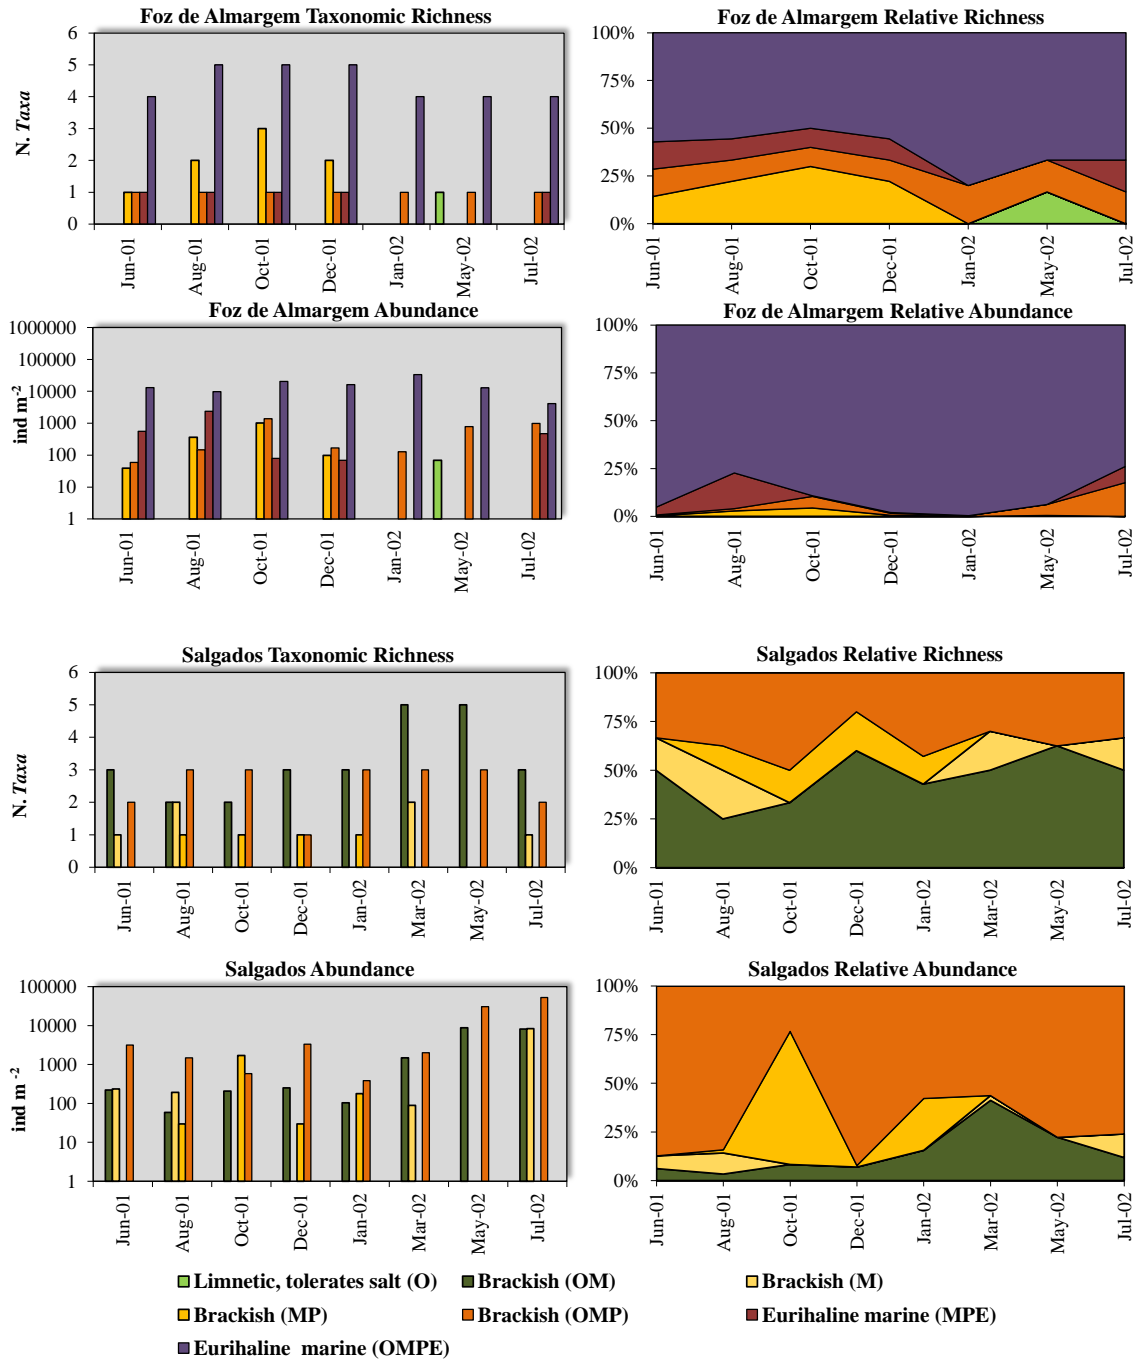 Foz de Almargem Taxonomic Richness
N. Taxa
6
5
4
3
2
1
0
Jun-01
Aug-01
Oct-01
Dec-01
Jan-02
May-02
Jul-02
Foz de Almargem Relative Richness
100%
75%
50%
25%
0%
Jun-01
Aug-01
Oct-01
Dec-01
Jan-02
May-02
Jul-02
Foz de Almargem Abundance
ind m-2
1000000
100000
10000
1000
100
10
1
Jun-01
Aug-01
Oct-01
Dec-01
Jan-02
May-02
Jul-02
Foz de Almargem Relative Abundance
100%
75%
50%
25%
0%
Jun-01
Aug-01
Oct-01
Dec-01
Jan-02
May-02
Jul-02
Salgados Taxonomic Richness
N. Taxa
6
5
4
3
2
1
0
Jun-01
Aug-01
Oct-01
Dec-01
Jan-02
Mar-02
May-02
Jul-02
Salgados Relative Richness
100%
75%
50%
25%
0%
Jun-01
Aug-01
Oct-01
Dec-01
Jan-02
Mar-02
May-02
Jul-02
Salgados Abundance
ind m -2
100000
10000
1000
100
10
1
Jun-01
Aug-01
Oct-01
Dec-01
Jan-02
Mar-02
May-02
Jul-02
Salgados Relative Abundance
100%
75%
50%
25%
0%
Jun-01
Aug-01
Oct-01
Dec-01
Jan-02
Mar-02
May-02
Jul-02
Limnetic, tolerates salt (O)
Brackish (OM)
Brackish (M)
Brackish (MP)
Brackish (OMP)
Eurihaline marine (MPE)
Eurihaline marine (OMPE)